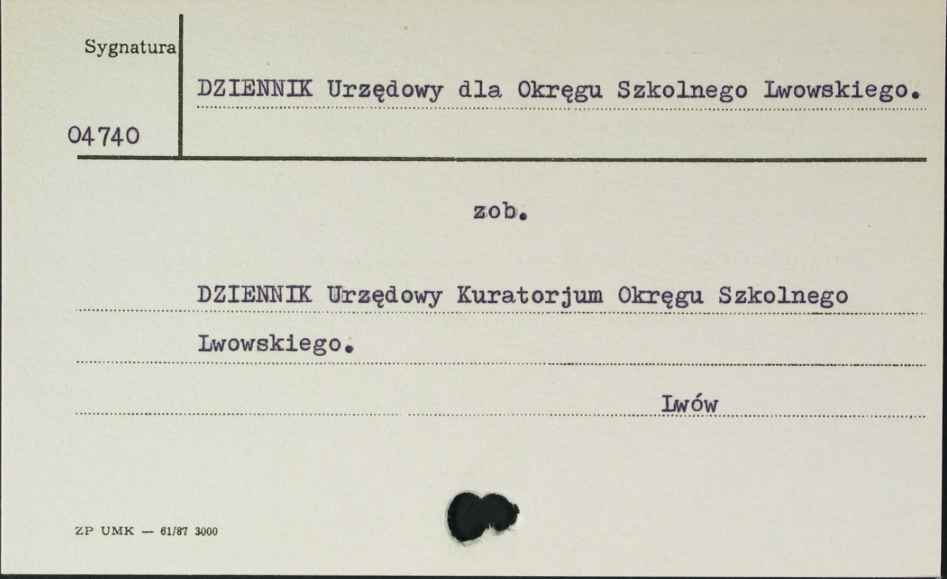 Sygnatura
DZIENNIK Urzędowy dla Okręgu Szkolnego Lwowskiego.
04740
zob.
DZIENNIK Urzędowy Kuratorjum Okręgu Szkolnego
Lwowskiego.
Lwów
ZP UMK — 61/87 3000